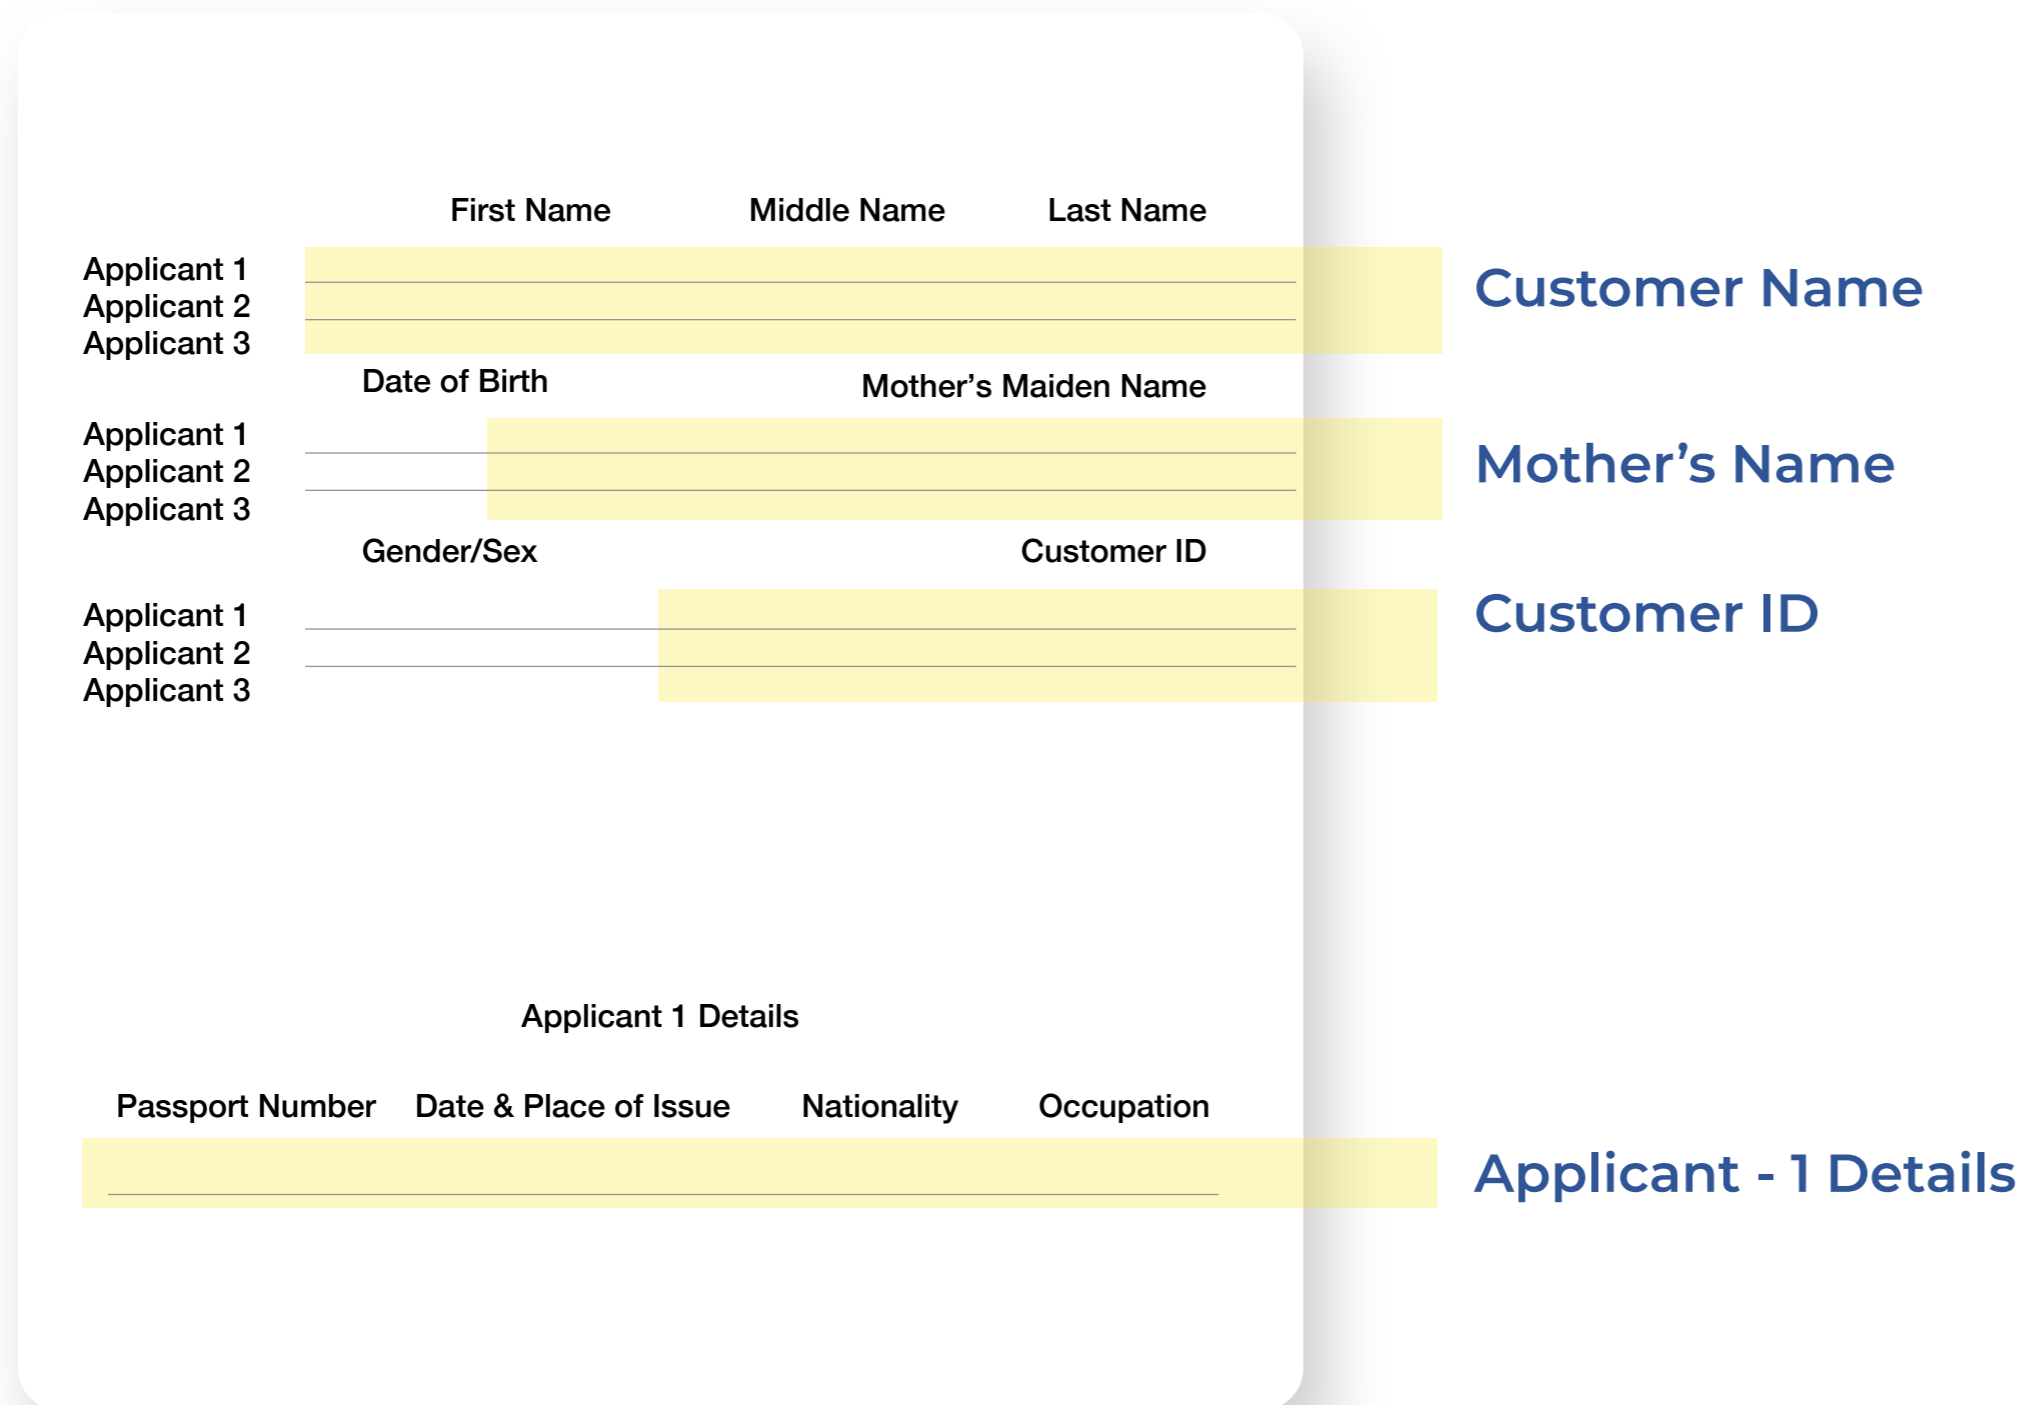 First Name Middle Name Last Name
Applicant 1
Applicant 2
Applicant 3
Customer Name
Date of Birth Mother’s Maiden Name
Applicant 1
Applicant 2
Applicant 3
Mother’s Name
Gender/Sex Customer ID
Applicant 1
Applicant 2
Applicant 3
Customer ID
Applicant 1 Details
Passport Number Date & Place of Issue Nationality Occupation
Applicant - 1 Details